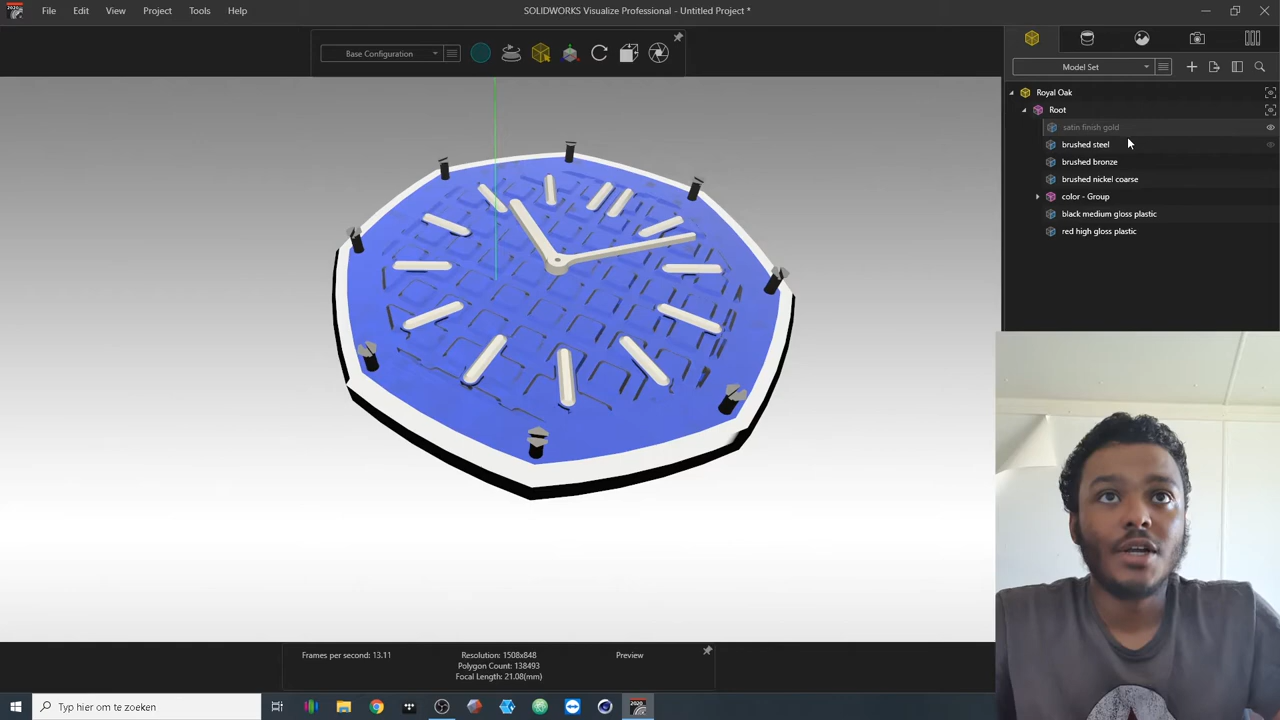 File Edit View Project Tools Help
SOLIDWORKS Visualize Professional - Untitled Project *
Base Configuration
Model Set
Royal Oak
Root
satin finish gold
brushed steel
brushed bronze
brushed nickel coarse
color - Group
black medium gloss plastic
red high gloss plastic
Frames per second: 13.11
Resolution: 1508x848
Polygon Count: 138493
Focal Length: 21.08(mm)
Preview
Typ hier om te zoeken